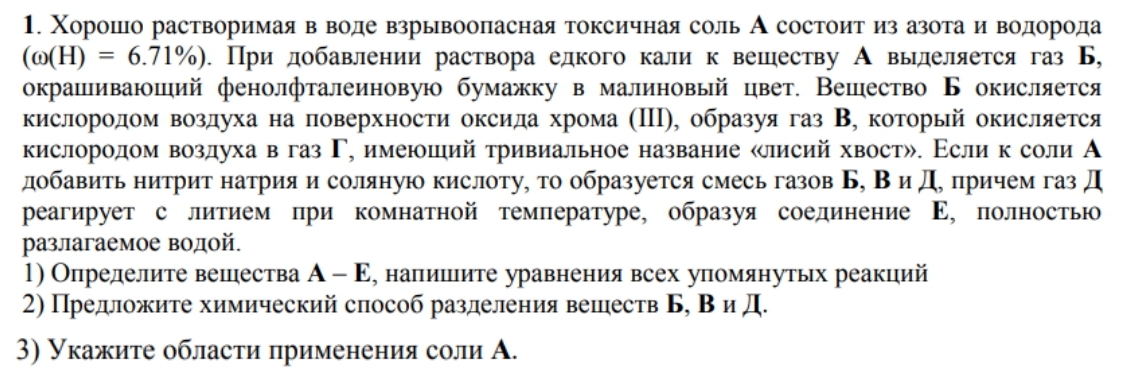 1. Хорошо растворимая в воде взрывоопасная токсичная соль А состоит из азота и водорода
(ω(H) = 6.71%). При добавлении раствора едкого кали к веществу А выделяется газ Б,
окрашивающий фенолфталеиновую бумажку в малиновый цвет. Вещество Б окисляется
кислородом воздуха на поверхности оксида хрома (III), образуя газ В, который окисляется
кислородом воздуха в газ Г, имеющий тривиальное название «лисий хвост». Если к соли А
добавить нитрит натрия и соляную кислоту, то образуется смесь газов Б, В и Д, причем газ Д
реагирует с литием при комнатной температуре, образуя соединение Е, полностью
разлагаемое водой.
1) Определите вещества А – Е, напишите уравнения всех упомянутых реакций
2) Предложите химический способ разделения веществ Б, В и Д.
3) Укажите области применения соли А.